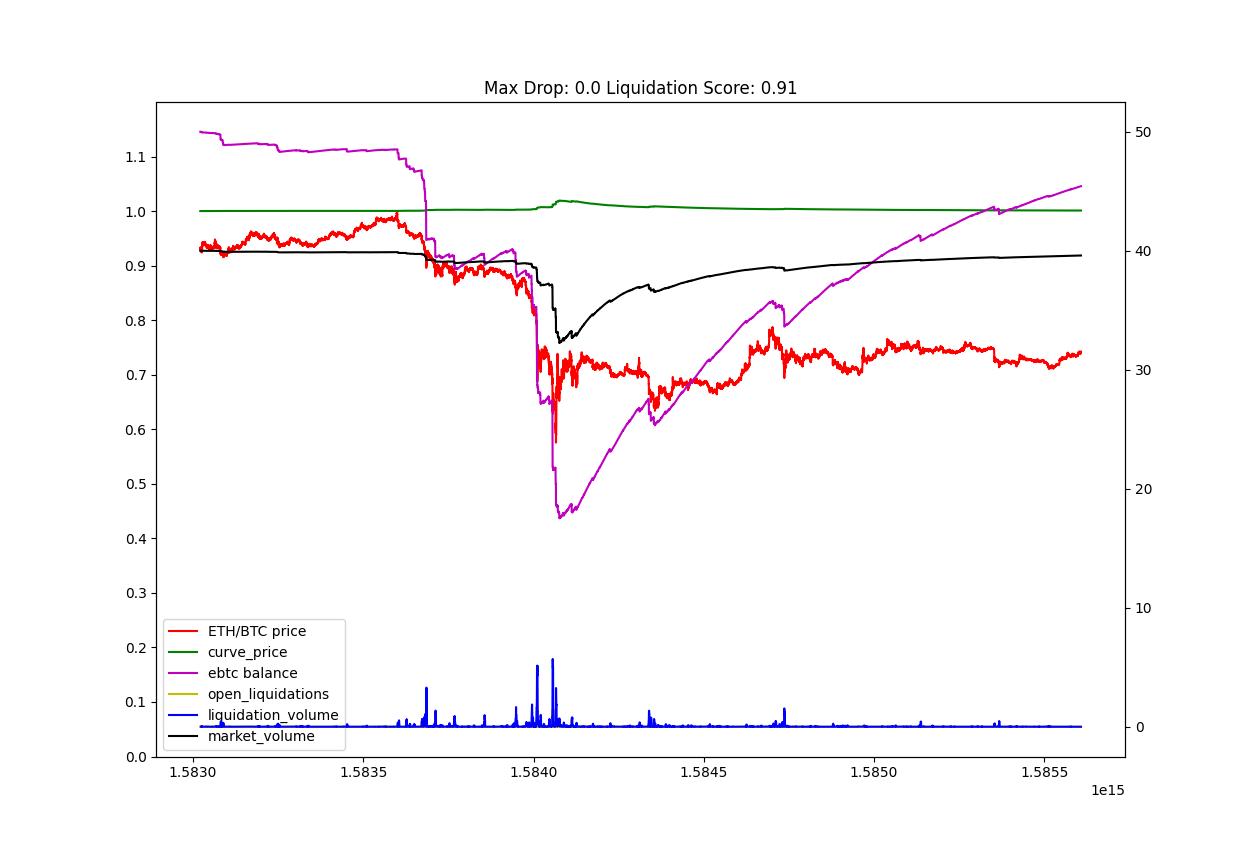 Max Drop: 0.0 Liquidation Score: 0.91
1.1
1.0
0.9
0.8
0.7
0.6
0.5
0.4
0.3
0.2
0.1
0.0
50
40
30
20
10
0
ETH/BTC price
curve_price
ebtc balance
open_liquidations
liquidation_volume
market_volume
1.5830 1.5835 1.5840 1.5845 1.5850 1.5855
1e15